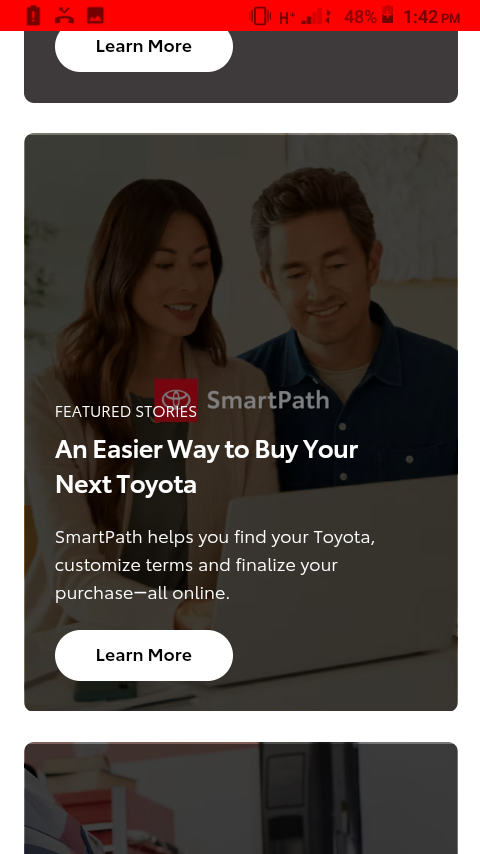 H+ 48% 1:42 PM
Learn More
SmartPath
FEATURED STORIES
An Easier Way to Buy Your
Next Toyota
SmartPath helps you find your Toyota,
customize terms and finalize your
purchase—all online.
Learn More